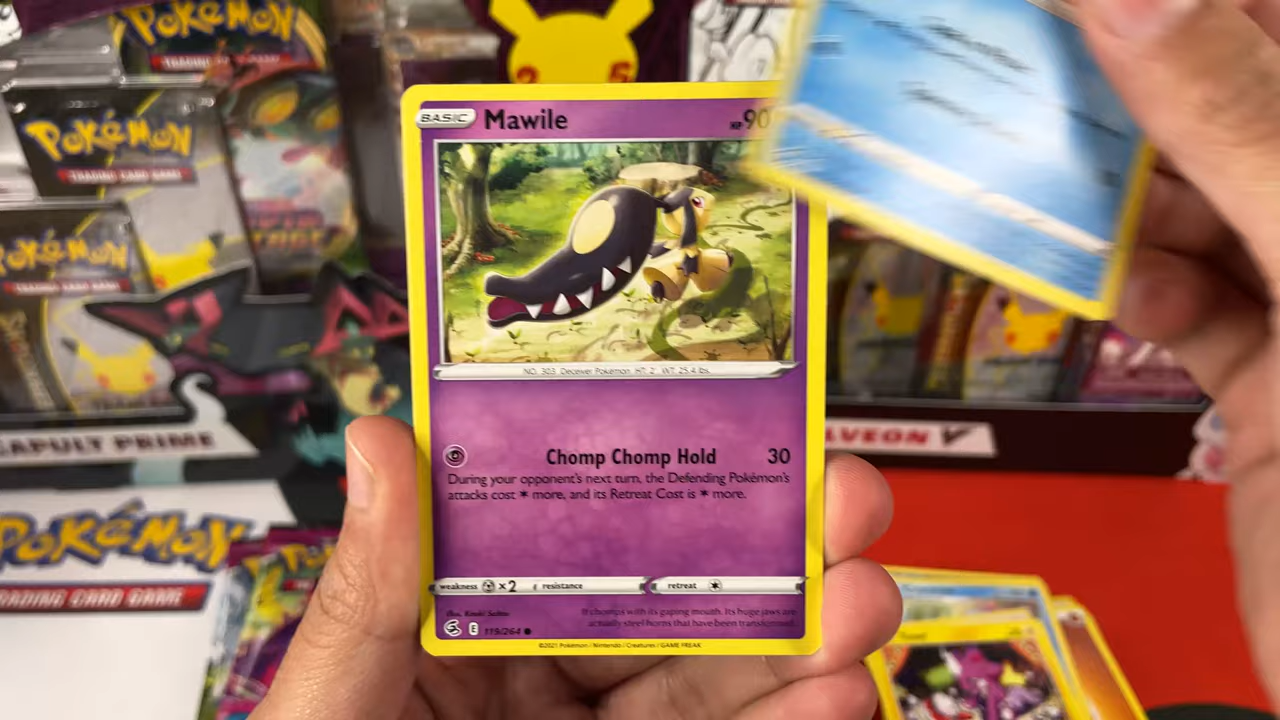 POKéMON
Pokémon
TRADING CARD GAME
POKéMON
25
BASIC Mawile HP 90
NO. 303 Deceiver Pokémon HT: 2' WT: 25.4 lbs.
Chomp Chomp Hold 30
During your opponent's next turn, the Defending Pokémon's
attacks cost ✶ more, and its Retreat Cost is ✶ more.
weakness ×2 resistance retreat
It chomps with its gaping mouth. Its huge jaws are
actually steel horns that have been transformed.
E 119/264
©2021 Pokémon / Nintendo / Creatures / GAME FREAK
APULT PRIME
LVEON V
POKéMON
TRADING CARD GAME